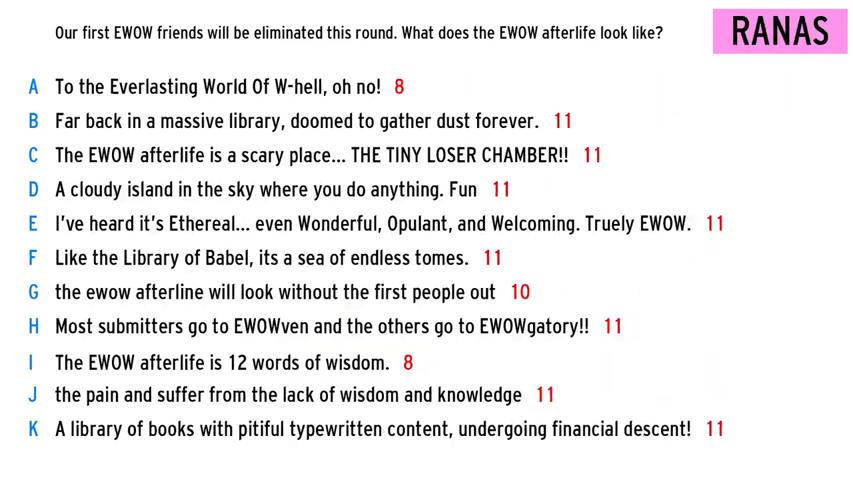 Our first EWOW friends will be eliminated this round. What does the EWOW afterlife look like?
RANAS
A To the Everlasting World Of W-hell, oh no! 8
B Far back in a massive library, doomed to gather dust forever. 11
C The EWOW afterlife is a scary place... THE TINY LOSER CHAMBER!! 11
D A cloudy island in the sky where you do anything. Fun 11
E I've heard it's Ethereal... even Wonderful, Opulant, and Welcoming. Truely EWOW. 11
F Like the Library of Babel, its a sea of endless tomes. 11
G the ewow afterline will look without the first people out 10
H Most submitters go to EWOWven and the others go to EWOWgatory!! 11
I The EWOW afterlife is 12 words of wisdom. 8
J the pain and suffer from the lack of wisdom and knowledge 11
K A library of books with pitiful typewritten content, undergoing financial descent! 11